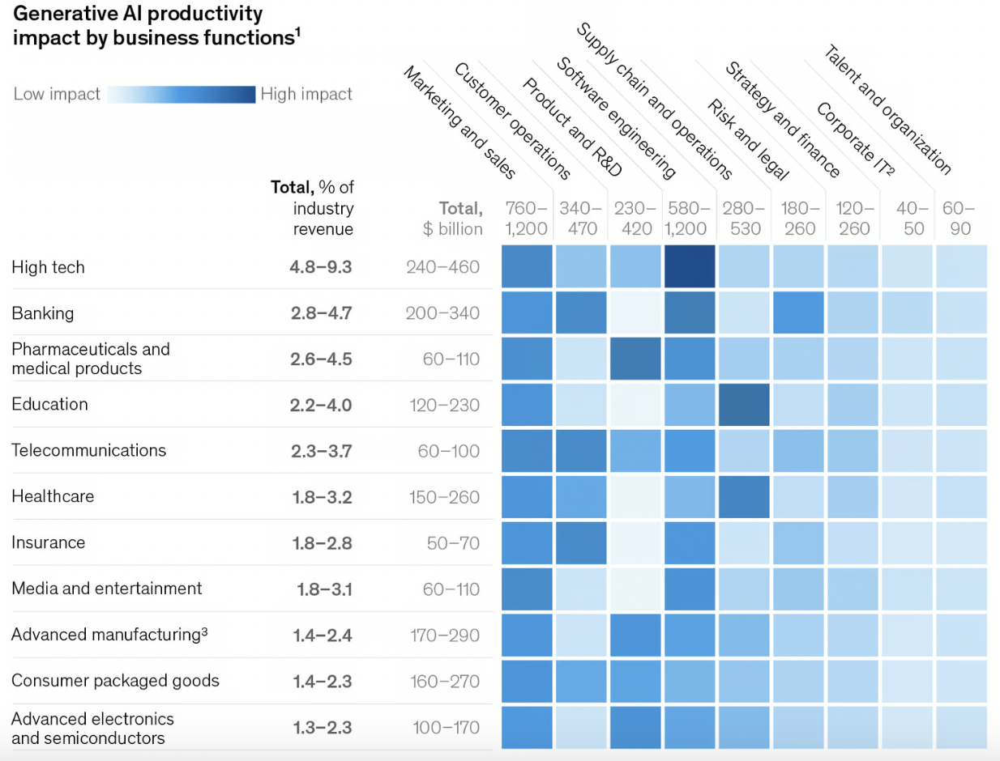 Generative AI productivity
impact by business functions¹
Low impact
High impact
Marketing and sales
Customer operations
Product and R&D
Software engineering
Supply chain and operations
Risk and legal
Strategy and finance
Corporate IT²
Talent and organization
Total, % of
industry
revenue
Total,
$ billion
760–
1,200
340–
470
230–
420
580–
1,200
280–
530
180–
260
120–
260
40–
50
60–
90
High tech 4.8–9.3 240–460
Banking 2.8–4.7 200–340
Pharmaceuticals and
medical products 2.6–4.5 60–110
Education 2.2–4.0 120–230
Telecommunications 2.3–3.7 60–100
Healthcare 1.8–3.2 150–260
Insurance 1.8–2.8 50–70
Media and entertainment 1.8–3.1 60–110
Advanced manufacturing³ 1.4–2.4 170–290
Consumer packaged goods 1.4–2.3 160–270
Advanced electronics
and semiconductors 1.3–2.3 100–170